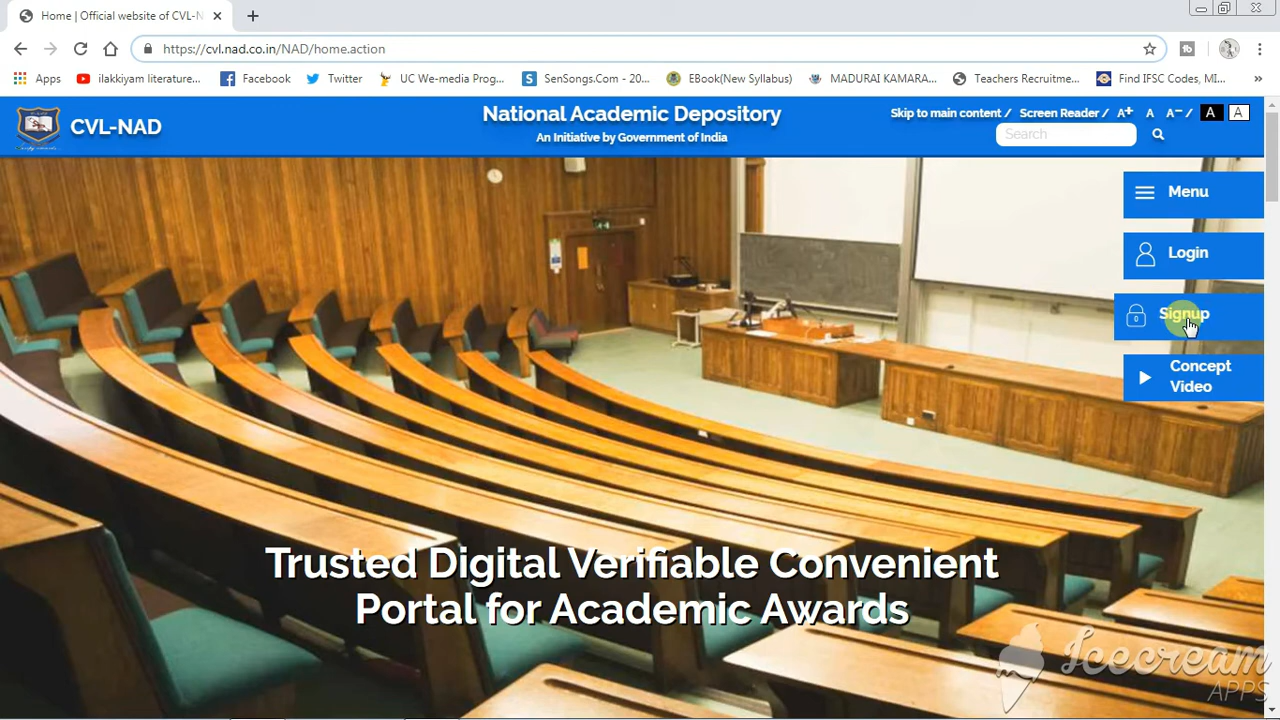 Home | Official website of CVL-N
https://cvl.nad.co.in/NAD/home.action
Apps
ilakkiyam literature...
Facebook
Twitter
UC We-media Prog...
SenSongs.Com - 20...
EBook(New Syllab...
MADURAI KAMARA...
Teachers Recruitme...
Find IFSC Codes, MI...
»
CVL-NAD
National Academic Depository
An Initiative by Government of India
Skip to main content / Screen Reader / A+ A A- / A A
Search
Menu
Login
Signup
Concept
Video
Trusted Digital Verifiable Convenient
Portal for Academic Awards
Icecream
APPS